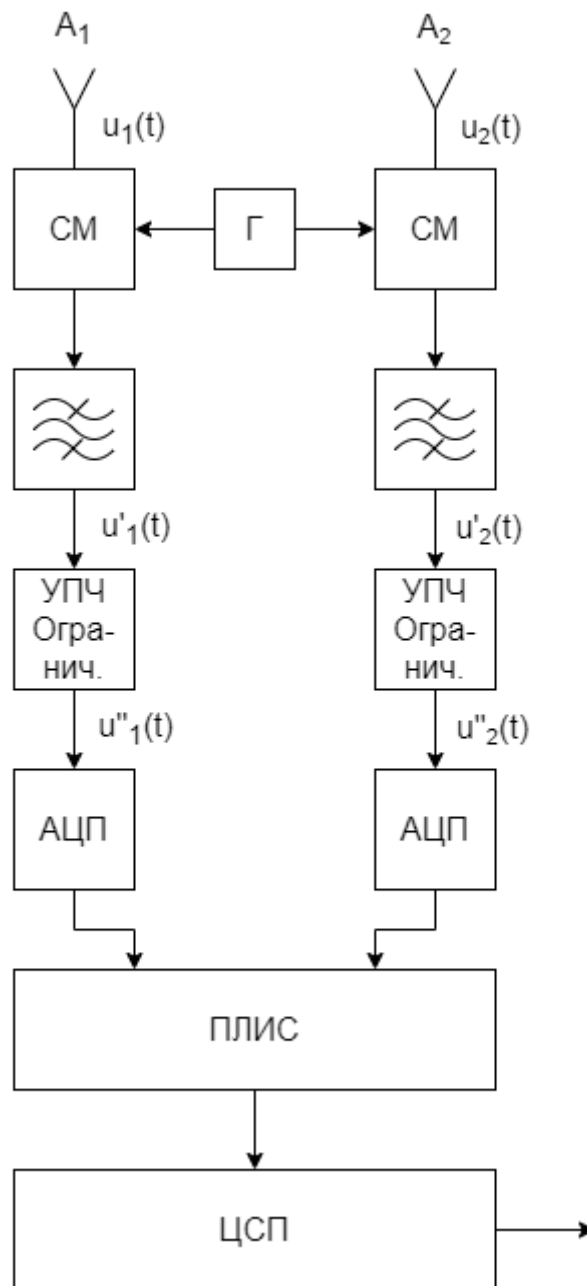 A₁ A₂
u₁(t) u₂(t)
СМ Г СМ
u'₁(t) u'₂(t)
УПЧ УПЧ
Огра- Огра-
нич. нич.
u"₁(t) u"₂(t)
АЦП АЦП
ПЛИС
ЦСП